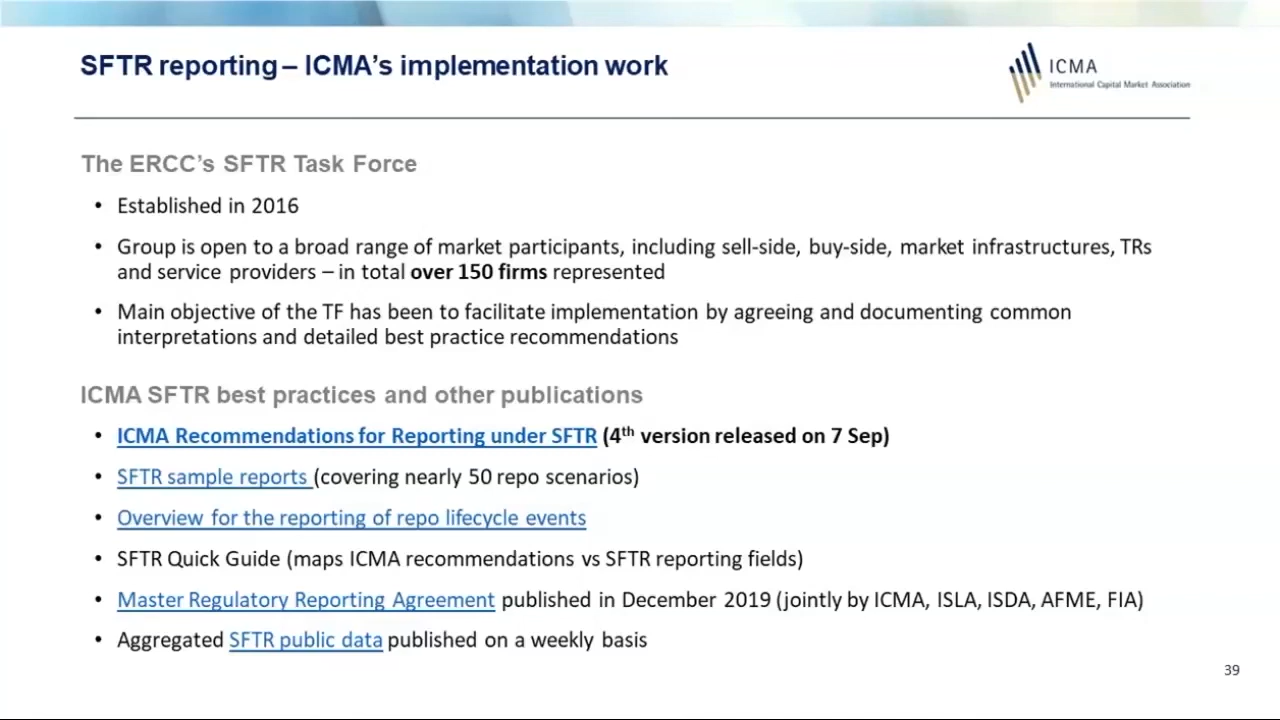 SFTR reporting – ICMA's implementation work
ICMA
International Capital Market Association
The ERCC's SFTR Task Force
• Established in 2016
• Group is open to a broad range of market participants, including sell-side, buy-side, market infrastructures, TRs
and service providers – in total over 150 firms represented
• Main objective of the TF has been to facilitate implementation by agreeing and documenting common
interpretations and detailed best practice recommendations
ICMA SFTR best practices and other publications
• ICMA Recommendations for Reporting under SFTR (4th version released on 7 Sep)
• SFTR sample reports (covering nearly 50 repo scenarios)
• Overview for the reporting of repo lifecycle events
• SFTR Quick Guide (maps ICMA recommendations vs SFTR reporting fields)
• Master Regulatory Reporting Agreement published in December 2019 (jointly by ICMA, ISLA, ISDA, AFME, FIA)
• Aggregated SFTR public data published on a weekly basis
39